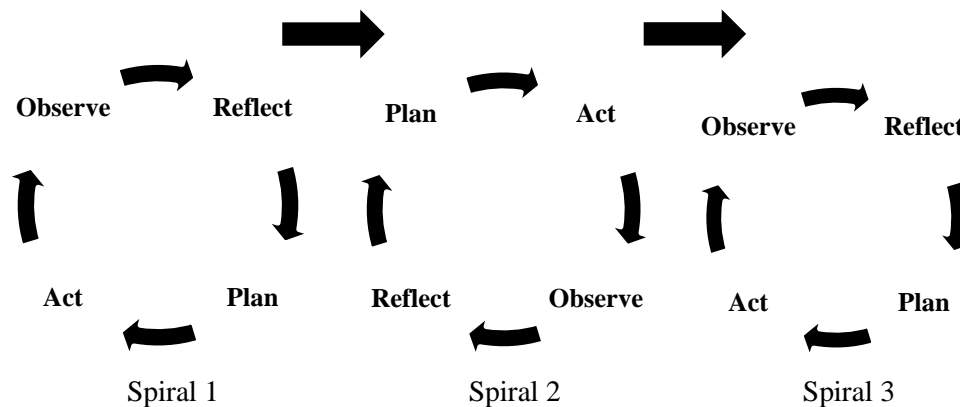 Observe Reflect Plan Act Observe Reflect
Act Plan Reflect Observe Act Plan
Spiral 1 Spiral 2 Spiral 3